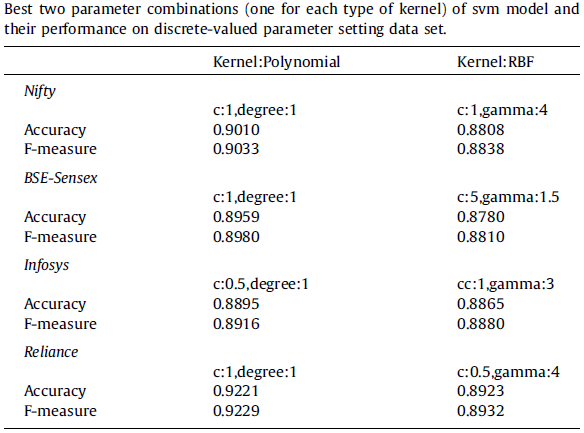 Best two parameter combinations (one for each type of kernel) of svm model and
their performance on discrete-valued parameter setting data set.
Kernel:Polynomial Kernel:RBF
Nifty
c:1,degree:1 c:1,gamma:4
Accuracy 0.9010 0.8808
F-measure 0.9033 0.8838
BSE-Sensex
c:1,degree:1 c:5,gamma:1.5
Accuracy 0.8959 0.8780
F-measure 0.8980 0.8810
Infosys
c:0.5,degree:1 cc:1,gamma:3
Accuracy 0.8895 0.8865
F-measure 0.8916 0.8880
Reliance
c:1,degree:1 c:0.5,gamma:4
Accuracy 0.9221 0.8923
F-measure 0.9229 0.8932